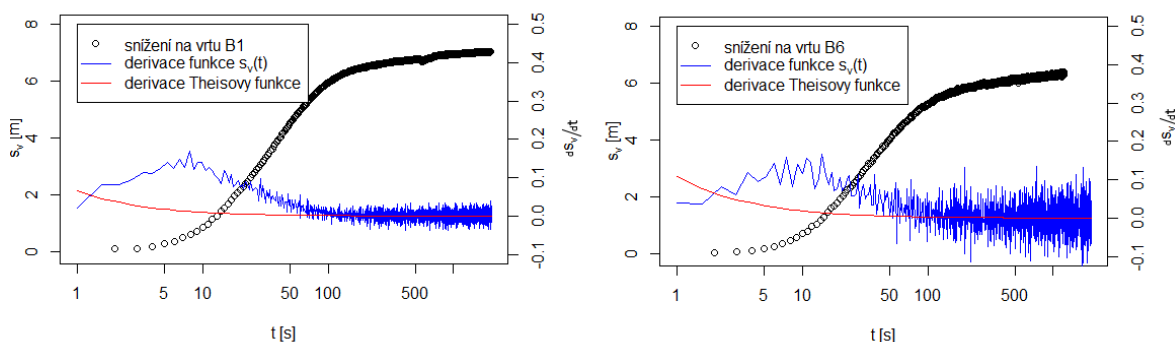 8
6
4
2
0
s_v [m]
snížení na vrtu B1
derivace funkce s_v(t)
derivace Theisovy funkce
0.5
0.4
0.3
0.2
0.1
0.0
-0.1
ds_v/dt
1 5 10 50 100 500
t [s]
8
6
4
2
0
s_v [m]
snížení na vrtu B6
derivace funkce s_v(t)
derivace Theisovy funkce
0.5
0.4
0.3
0.2
0.1
0.0
-0.1
ds_v/dt
1 5 10 50 100 500
t [s]